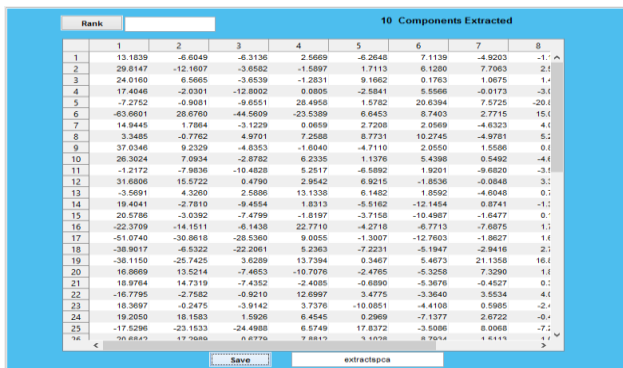 Rank 10 Components Extracted
1 2 3 4 5 6 7 8
1 13.1839 -6.6049 -6.3136 2.5669 -6.2648 7.1139 -4.9203
2 29.8147 -12.1607 -3.6582 -1.5897 1.7113 6.1280 7.7063
3 24.0160 6.5665 -3.6539 -1.2831 9.1662 0.1763 1.0675
4 17.4046 -2.0301 -12.8002 0.0805 -2.5841 5.5566 -0.0173
5 -7.2752 -0.9081 -9.6551 28.4958 1.5782 20.6394 7.5725
6 -63.6601 28.6760 -44.5609 -23.5389 6.6453 8.7403 2.7715
7 14.9445 1.7864 -3.1229 0.0659 2.7208 2.0569 -4.6323
8 3.3485 -0.7762 4.9701 7.2588 8.7731 10.2745 -4.9781
9 37.0346 9.2329 -4.8353 -1.6040 -4.7110 2.0550 1.5586
10 26.3024 7.0934 -2.8782 6.2335 1.1376 5.4398 0.5492
11 -1.2172 -7.9836 -10.4828 5.2517 -6.5892 1.9201 -9.6820
12 31.6806 15.5722 0.4790 2.9542 6.9215 -1.8536 -0.0848
13 -3.5691 4.3260 2.5886 13.1338 6.1482 1.8592 -4.6048
14 19.4041 -2.7810 -9.4554 1.8313 -5.5162 -12.1454 0.8741
15 20.5786 -3.0392 -7.4799 -1.8197 -3.7158 -10.4987 -1.6477
16 -22.3709 -14.1511 -6.1438 22.7710 -4.2718 -6.7713 -7.6875
17 -51.0740 -30.8618 -28.5360 9.0055 -1.3007 -12.7603 -1.8627
18 -38.9017 -6.5322 -22.2061 5.2363 -7.2231 -5.1947 -2.9416
19 -38.1150 -25.7425 3.6289 13.7394 0.3467 5.4673 21.1358
20 16.8669 13.5214 -7.4653 -10.7076 -2.4765 -5.3258 7.3290
21 18.9764 14.7319 -7.4352 -2.4085 -0.6890 -5.3676 -0.4527
22 -16.7795 -2.7582 -0.9210 12.6997 3.4775 -3.3640 3.5534
23 18.3697 -0.2475 -3.9142 3.7376 -10.0851 -4.4108 0.5985
24 19.2050 18.1583 1.5926 6.4545 0.2969 -7.1377 2.6722
25 -17.5296 -23.1533 -24.4988 6.5749 17.8372 -3.5086 8.0068
Save extractspca